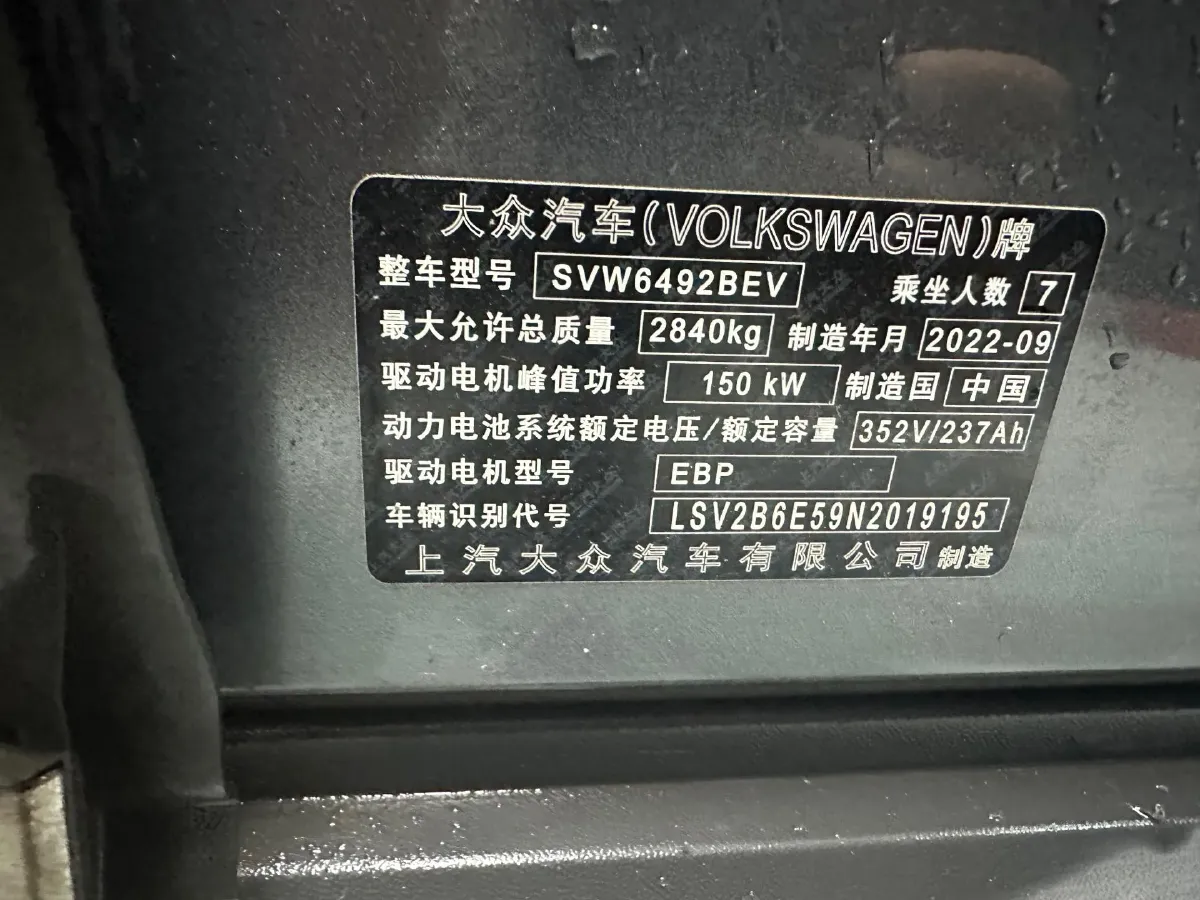 大众汽车(VOLKSWAGEN)牌
整车型号 SVW6492BEV 乘坐人数 7
最大允许总质量 2840kg 制造年月 2022-09
驱动电机峰值功率 150 kW 制造国 中国
动力电池系统额定电压/额定容量 352V/237Ah
驱动电机型号 EBP
车辆识别代号 LSV2B6E59N2019195
上汽大众汽车有限公司制造